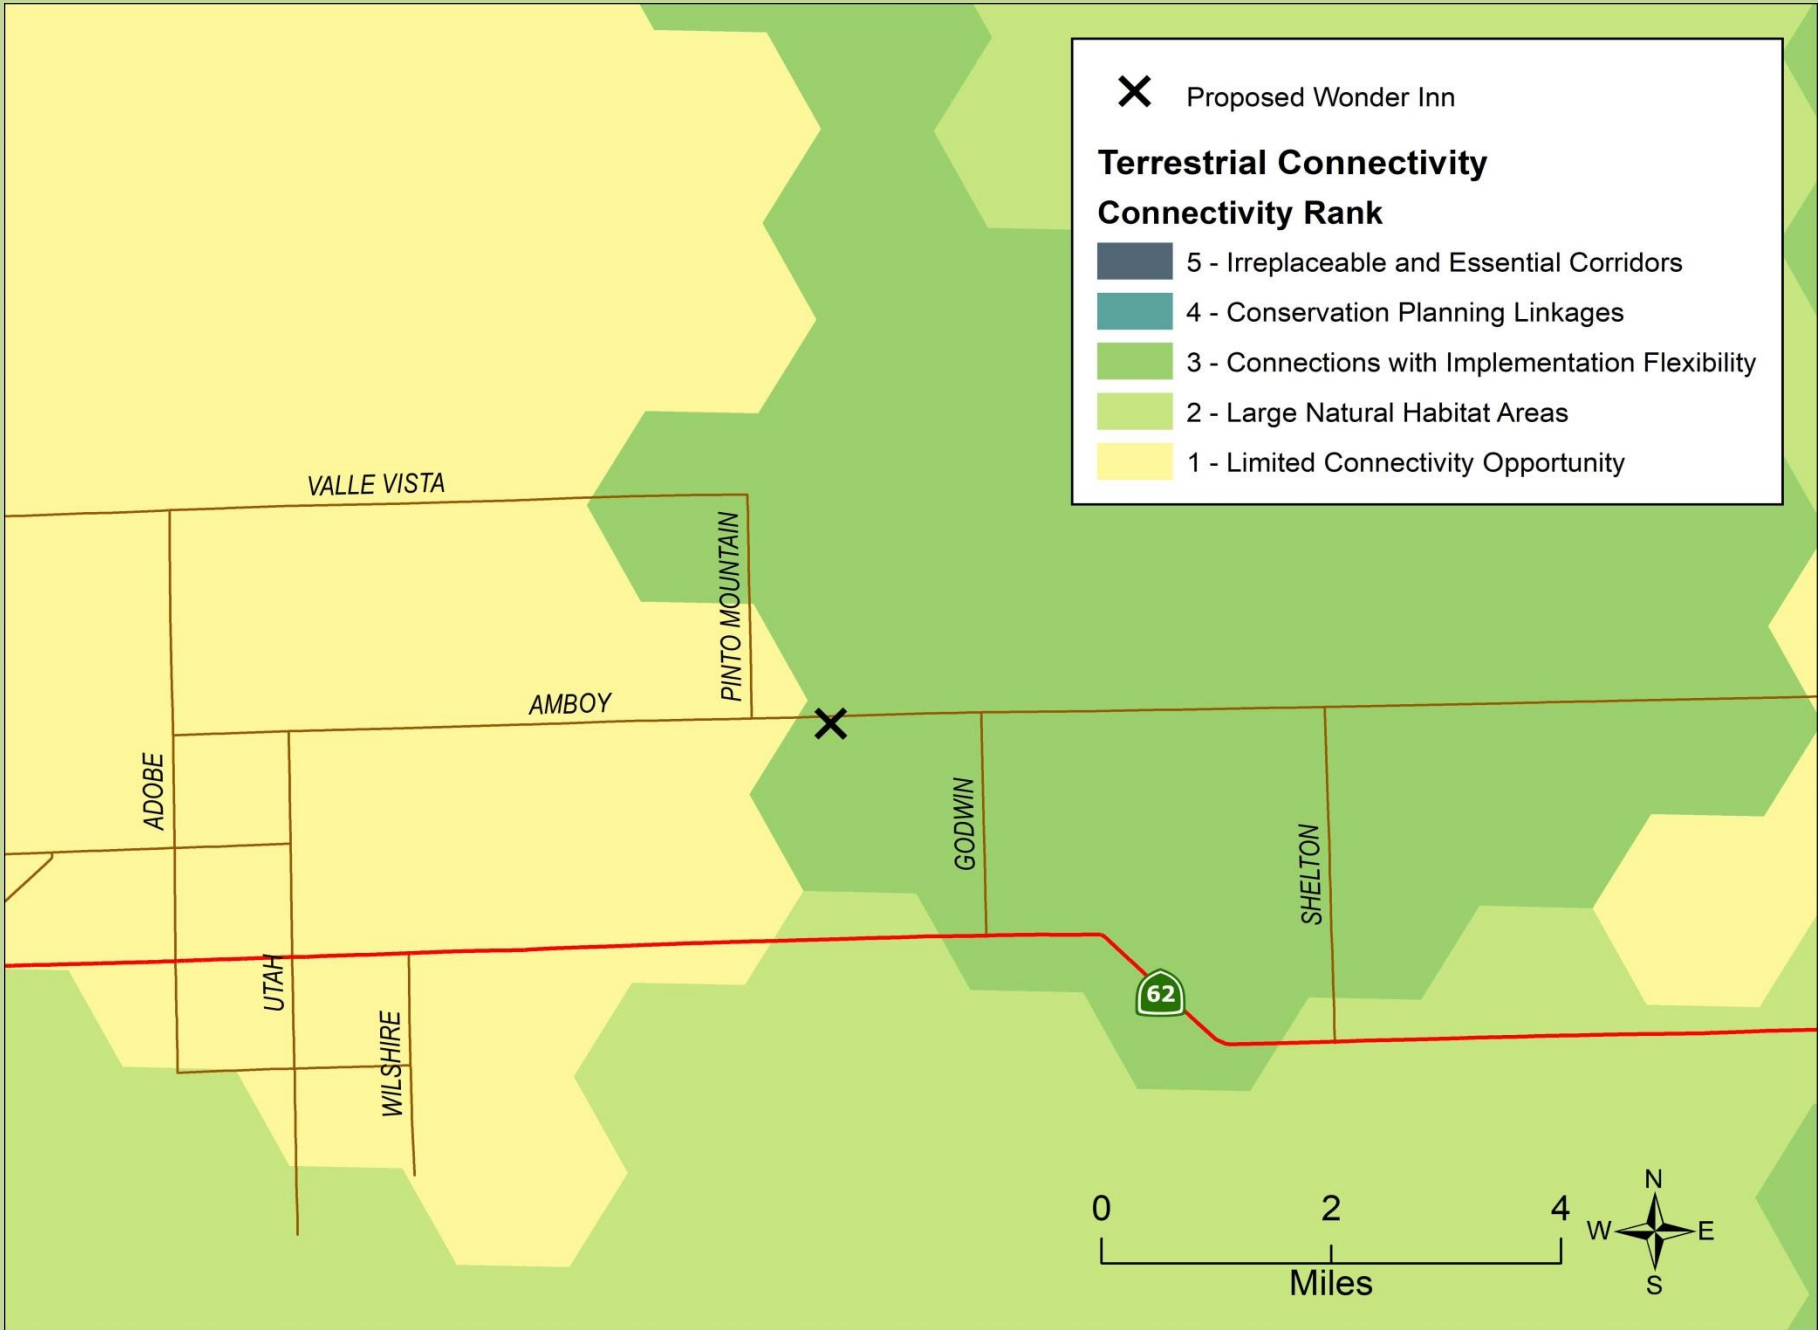 Proposed Wonder Inn
Terrestrial Connectivity
Connectivity Rank
5 - Irreplaceable and Essential Corridors
4 - Conservation Planning Linkages
3 - Connections with Implementation Flexibility
2 - Large Natural Habitat Areas
1 - Limited Connectivity Opportunity
VALLE VISTA
PINTO MOUNTAIN
AMBOY
ADOBE
GODWIN
SHELTON
UTAH
WILSHIRE
62
0 2 4
Miles
N
W E
S